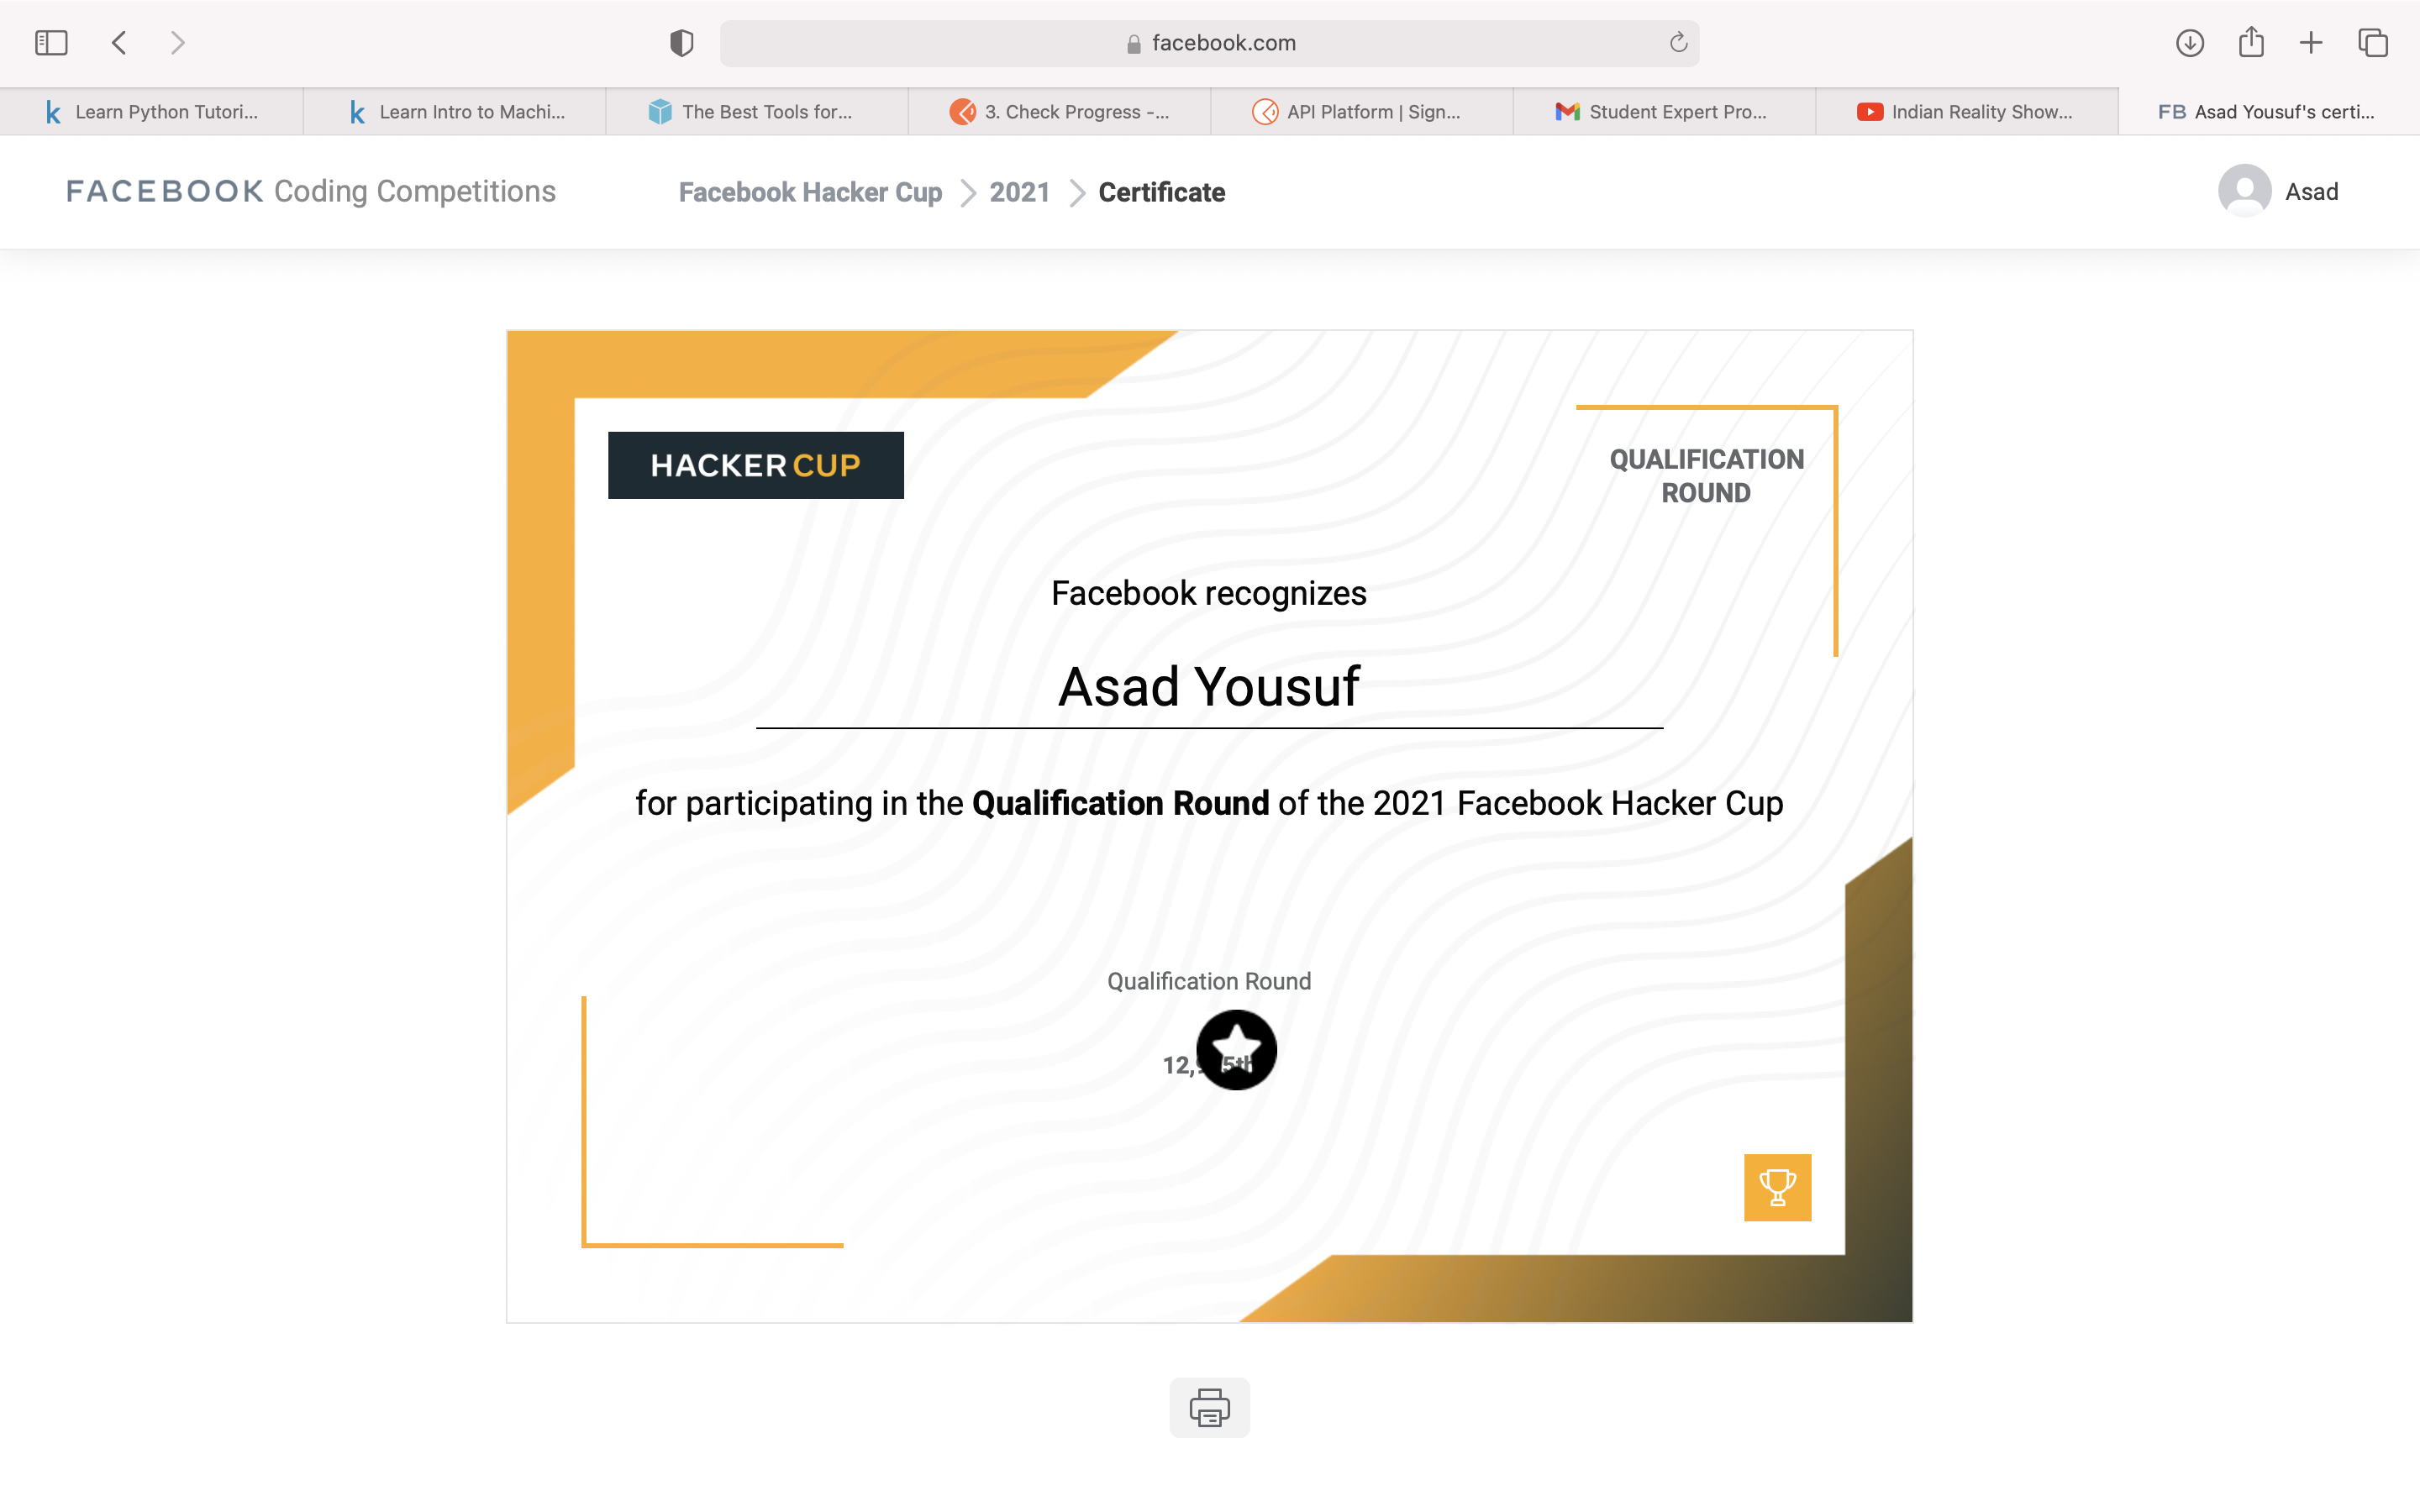 facebook.com
Learn Python Tutori...
Learn Intro to Machi...
The Best Tools for...
3. Check Progress -...
API Platform | Sign...
Student Expert Pro...
Indian Reality Show...
FB Asad Yousuf's certi...
FACEBOOK Coding Competitions
Facebook Hacker Cup
2021
Certificate
Asad
HACKER CUP
QUALIFICATION
ROUND
Facebook recognizes
Asad Yousuf
for participating in the Qualification Round of the 2021 Facebook Hacker Cup
Qualification Round